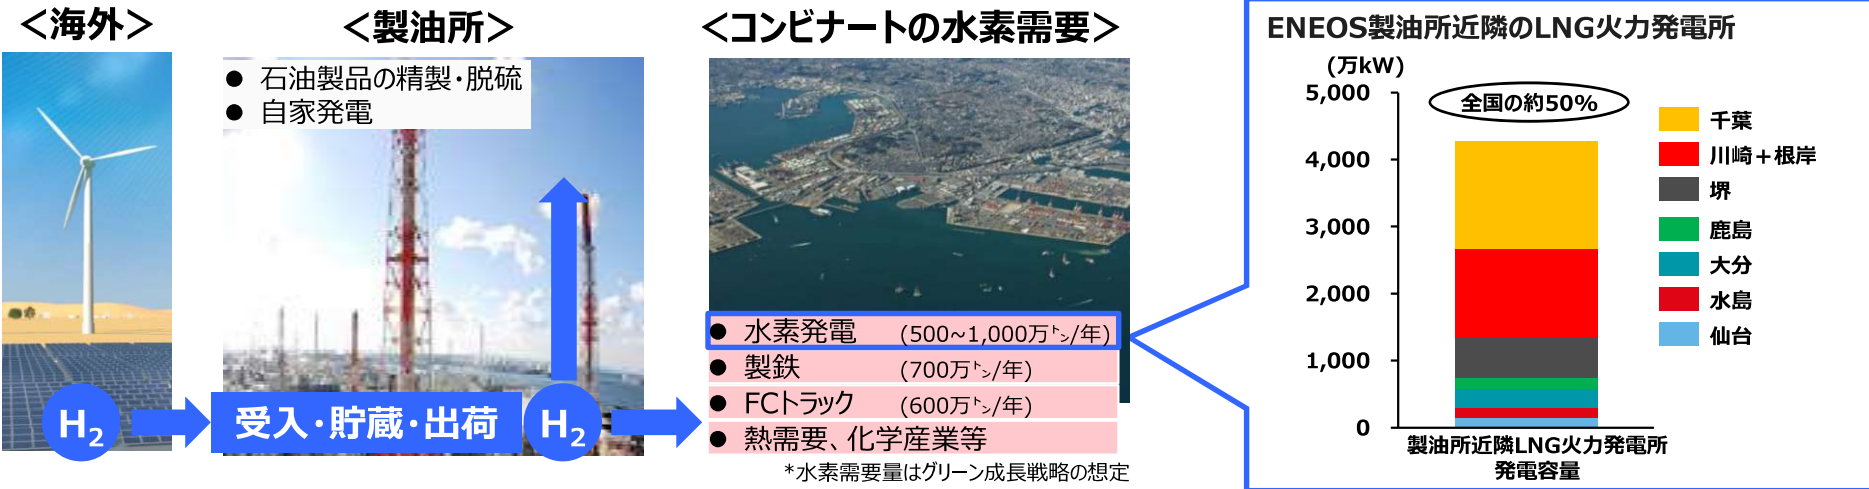 ＜海外＞
＜製油所＞
● 石油製品の精製・脱硫
● 自家発電
H2
受入・貯蔵・出荷
H2
＜コンビナートの水素需要＞
● 水素発電 (500~1,000万㌧/年)
● 製鉄 (700万㌧/年)
● FCトラック (600万㌧/年)
● 熱需要、化学産業等
*水素需要量はグリーン成長戦略の想定
ENEOS製油所近隣のLNG火力発電所
(万kW)
5,000
4,000
3,000
2,000
1,000
0
全国の約50%
千葉
川崎＋根岸
堺
鹿島
大分
水島
仙台
製油所近隣LNG火力発電所
発電容量